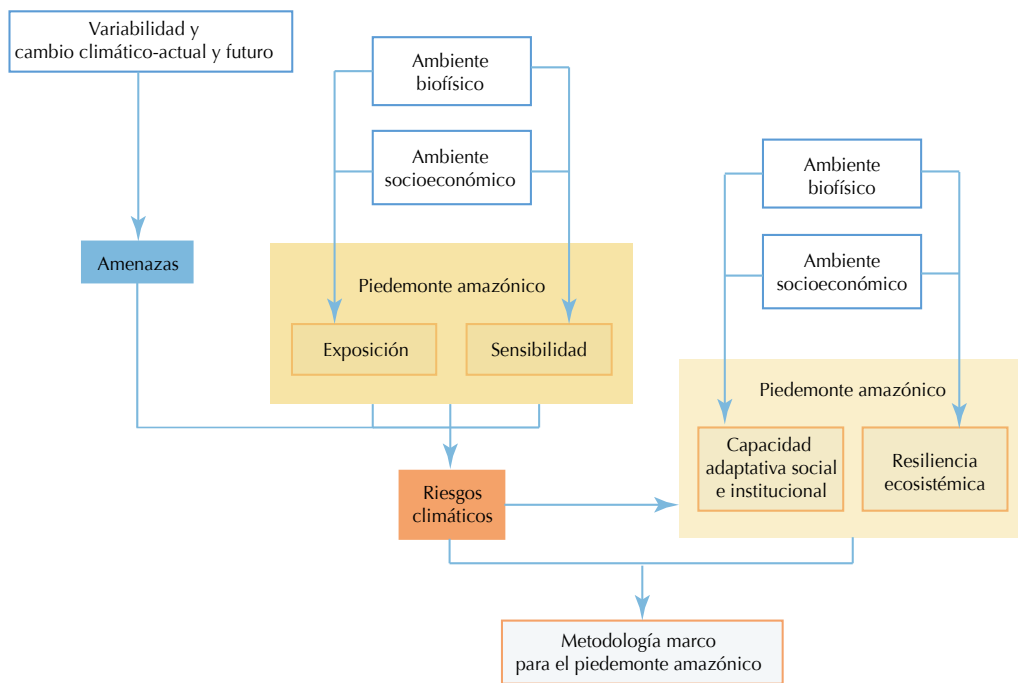 Variabilidad y
cambio climático-actual y futuro
Ambiente
biofísico
Ambiente
socioeconómico
Amenazas
Piedemonte amazónico
Exposición
Sensibilidad
Ambiente
biofísico
Ambiente
socioeconómico
Piedemonte amazónico
Capacidad
adaptativa social
e institucional
Resiliencia
ecosistémica
Riesgos
climáticos
Metodología marco
para el piedemonte amazónico